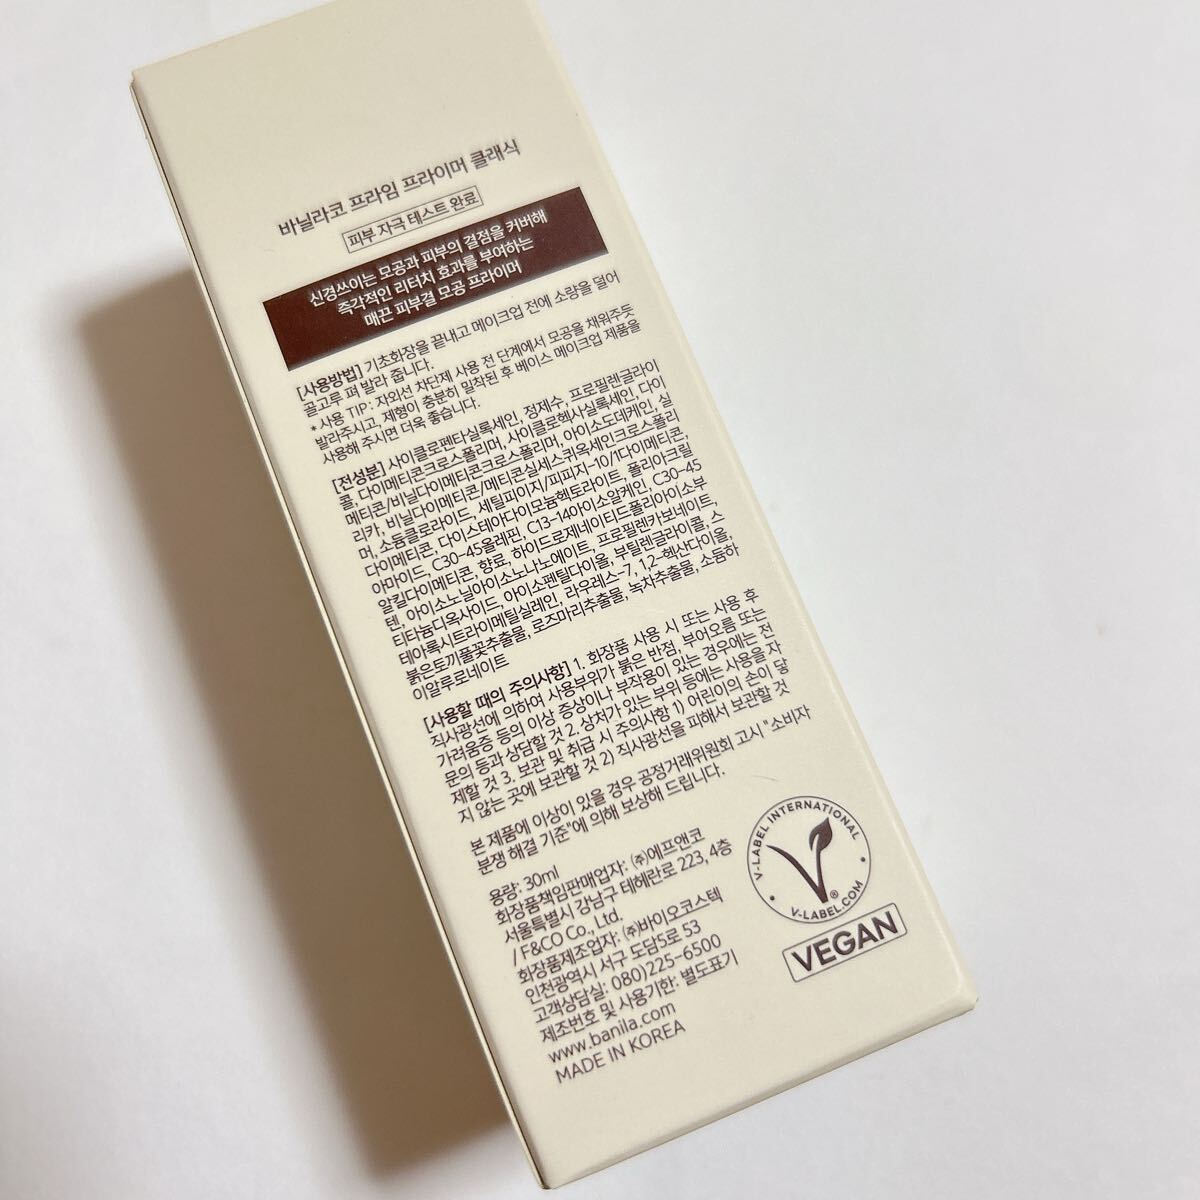 바닐라코 프라임 프라이머 클래식
피부 자극 테스트 완료
신경쓰이는 모공과 피부의 결점을 커버해
즉각적인 리터치 효과를 부여하는
매끈 피부결 모공 프라이머
[사용방법] 기초화장을 끝내고 메이크업 전에 소량을 덜어
골고루 펴 발라 줍니다.
* 사용 TIP: 자외선 차단제 사용 전 단계에서 모공을 채워주듯
발라주시고, 제형이 충분히 밀착된 후 베이스 메이크업 제품을
사용해 주시면 더욱 좋습니다.
[전성분] 사이클로펜타실록세인, 정제수, 프로필렌글라이
콜, 다이메티콘크로스폴리머, 사이클로헥사실록세인, 다이
메티콘/비닐다이메티콘크로스폴리머, 아이소도데케인, 실
리카, 비닐다이메티콘/메티콘실세스퀴옥세인크로스폴리
머, 소듐클로라이드, 세틸피이지/피피지-10/1다이메티콘,
다이메티콘, 다이스테아다이모늄헥토라이트, 폴리아크릴
아마이드, C30-45올레핀, C13-14아이소알케인, C30-45
알킬다이메티콘, 향료, 하이드로제네이티드폴리아이소부
텐, 아이소노닐아이소노나노에이트, 프로필렌카보네이트,
티타늄디옥사이드, 아이소펜틸다이올, 부틸렌글라이콜, 스
테아록시트라이메틸실레인, 라우레스-7, 1,2-헥산다이올,
붉은토끼풀꽃추출물, 로즈마리추출물, 녹차추출물, 소듐하
이알루로네이트
[사용할 때의 주의사항] 1. 화장품 사용 시 또는 사용 후
직사광선에 의하여 사용부위가 붉은 반점, 부어오름 또는
가려움증 등의 이상 증상이나 부작용이 있는 경우에는 전
문의 등과 상담할 것 2. 상처가 있는 부위 등에는 사용을 자
제할 것 3. 보관 및 취급 시 주의사항 1) 어린이의 손이 닿
지 않는 곳에 보관할 것 2) 직사광선을 피해서 보관할 것
본 제품에 이상이 있을 경우 공정거래위원회 고시 "소비자
분쟁 해결 기준"에 의해 보상해 드립니다.
용량: 30ml
화장품책임판매업자: ㈜에프앤코
서울특별시 강남구 테헤란로 223, 4층
/ F&CO Co., Ltd.
화장품제조업자: ㈜바이오코스텍
인천광역시 서구 도담5로 53
고객상담실: 080)225-6500
제조번호 및 사용기한: 별도표기
www.banila.com
MADE IN KOREA
V-LABEL INTERNATIONAL
V-LABEL.COM
®
VEGAN